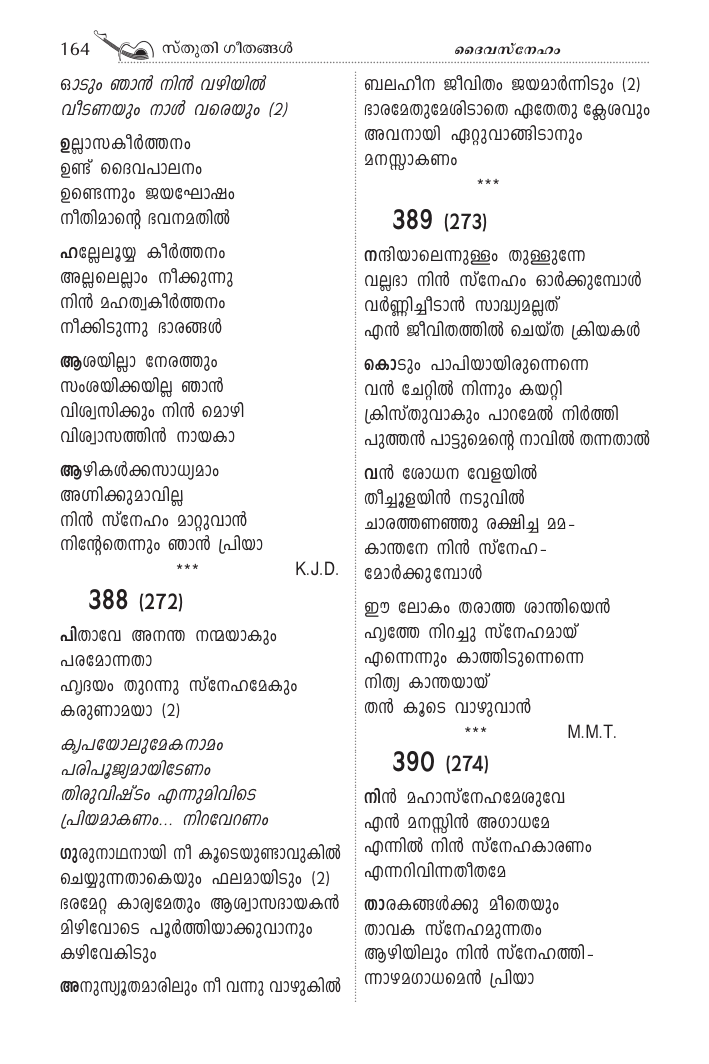 164 സ്തുതി ഗീതങ്ങൾ ദൈവസ്നേഹം
ഓടും ഞാൻ നിൻ വഴിയിൽ
വീടണയും നാൾ വരെയും (2)
ഉല്ലാസകീർത്തനം
ഉണ്ട് ദൈവപാലനം
ഉണ്ടെന്നും ജയഘോഷം
നീതിമാന്റെ ഭവനമതിൽ
ഹല്ലേലൂയ്യ കീർത്തനം
അല്ലലെല്ലാം നീക്കുന്നു
നിൻ മഹത്വകീർത്തനം
നീക്കിടുന്നു ഭാരങ്ങൾ
ആശയില്ലാ നേരത്തും
സംശയിക്കയില്ല ഞാൻ
വിശ്വസിക്കും നിൻ മൊഴി
വിശ്വാസത്തിൻ നായകാ
ആഴികൾക്കസാധ്യമാം
അഗ്നിക്കുമാവില്ല
നിൻ സ്നേഹം മാറ്റുവാൻ
നിന്റേതെന്നും ഞാൻ പ്രിയാ
*** K.J.D.
388 (272)
പിതാവേ അനന്ത നന്മയാകും
പരമോന്നതാ
ഹൃദയം തുറന്നു സ്നേഹമേകും
കരുണാമയാ (2)
കൃപയോലുമേകനാമം
പരിപൂജ്യമായിടേണം
തിരുവിഷ്ടം എന്നുമിവിടെ
പ്രിയമാകണം... നിറവേറണം
ഗുരുനാഥനായി നീ കൂടെയുണ്ടാവുകിൽ
ചെയ്യുന്നതാകെയും ഫലമായിടും (2)
ഭരമേറ്റ കാര്യമേതും ആശ്വാസദായകൻ
മിഴിവോടെ പൂർത്തിയാക്കുവാനും
കഴിവേകിടും
അനുസ്യൂതമാരിലും നീ വന്നു വാഴുകിൽ
ബലഹീന ജീവിതം ജയമാർന്നിടും (2)
ഭാരമേതുമേശിടാതെ ഏതേതു ക്ലേശവും
അവനായി ഏറ്റുവാങ്ങിടാനും
മനസ്സാകണം
***
389 (273)
നന്ദിയാലെന്നുള്ളം തുള്ളുന്നേ
വല്ലഭാ നിൻ സ്നേഹം ഓർക്കുമ്പോൾ
വർണ്ണിച്ചീടാൻ സാദ്ധ്യമല്ലത്
എൻ ജീവിതത്തിൽ ചെയ്ത ക്രിയകൾ
കൊടും പാപിയായിരുന്നെന്നെ
വൻ ചേറ്റിൽ നിന്നും കയറ്റി
ക്രിസ്തുവാകും പാറമേൽ നിർത്തി
പുത്തൻ പാട്ടുമെന്റെ നാവിൽ തന്നതാൽ
വൻ ശോധന വേളയിൽ
തീച്ചൂളയിൻ നടുവിൽ
ചാരത്തണഞ്ഞു രക്ഷിച്ച മമ-
കാന്തനേ നിൻ സ്നേഹ-
മോർക്കുമ്പോൾ
ഈ ലോകം തരാത്ത ശാന്തിയെൻ
ഹൃത്തേ നിറച്ചു സ്നേഹമായ്
എന്നെന്നും കാത്തിടുന്നെന്നെ
നിത്യ കാന്തയായ്
തൻ കൂടെ വാഴുവാൻ
*** M.M.T.
390 (274)
നിൻ മഹാസ്നേഹമേശുവേ
എൻ മനസ്സിൻ അഗാധമേ
എന്നിൽ നിൻ സ്നേഹകാരണം
എന്നറിവിന്നതീതമേ
താരകങ്ങൾക്കു മീതെയും
താവക സ്നേഹമുന്നതം
ആഴിയിലും നിൻ സ്നേഹത്തി-
ന്നാഴമഗാധമെൻ പ്രിയാ